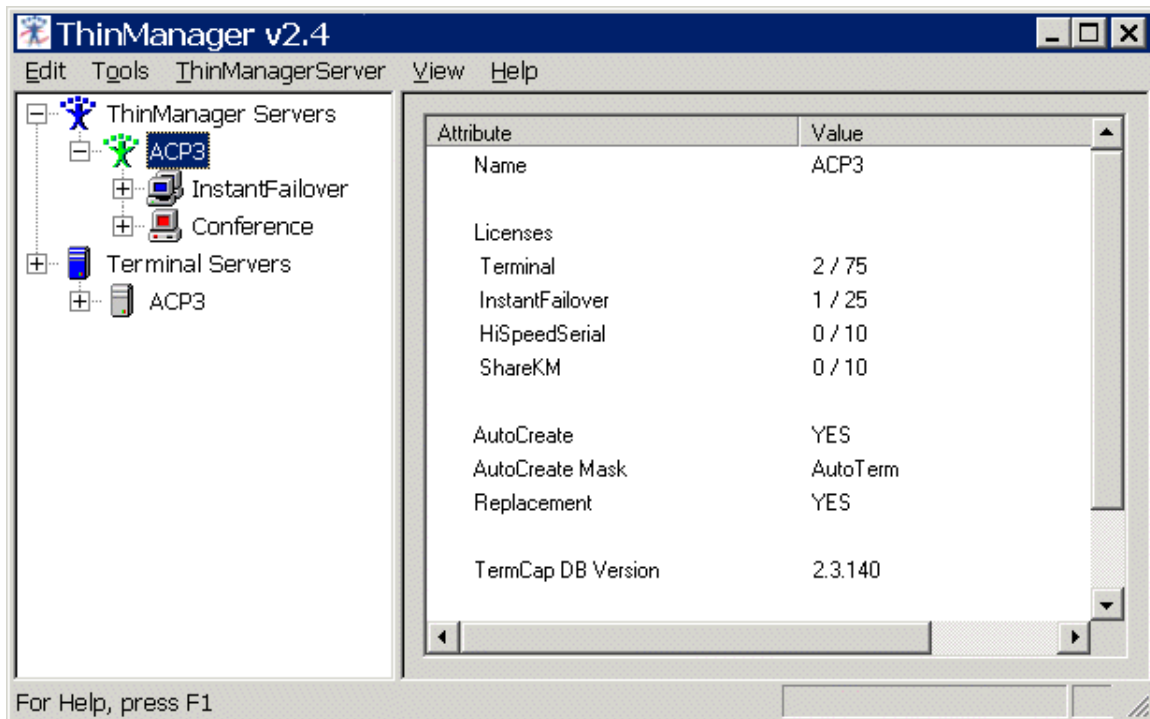 ThinManager v2.4
Edit Tools ThinManagerServer View Help
ThinManager Servers
ACP3
InstantFailover
Conference
Terminal Servers
ACP3
Attribute Value
Name ACP3
Licenses
Terminal 2 / 75
InstantFailover 1 / 25
HiSpeedSerial 0 / 10
ShareKM 0 / 10
AutoCreate YES
AutoCreate Mask AutoTerm
Replacement YES
TermCap DB Version 2.3.140
For Help, press F1